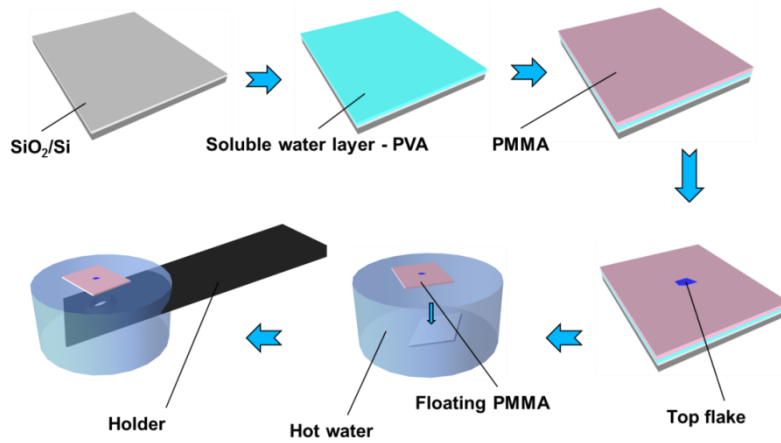 SiO₂/Si
Soluble water layer - PVA
PMMA
Holder
Hot water
Floating PMMA
Top flake